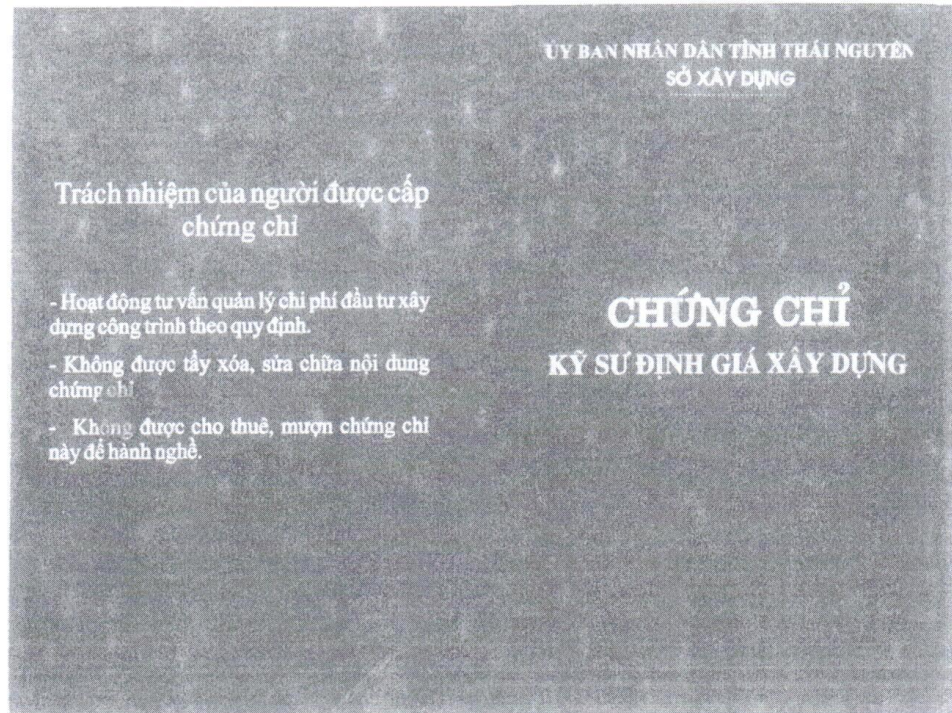 Trách nhiệm của người được cấp
chứng chỉ
- Hoạt động tư vấn quản lý chi phí đầu tư xây
dựng công trình theo quy định.
- Không được tẩy xóa, sửa chữa nội dung
chứng chỉ
- Không được cho thuê, mượn chứng chỉ
này để hành nghề.
ỦY BAN NHÂN DÂN TỈNH THÁI NGUYÊN
SỞ XÂY DỰNG
CHỨNG CHỈ
KỸ SƯ ĐỊNH GIÁ XÂY DỰNG